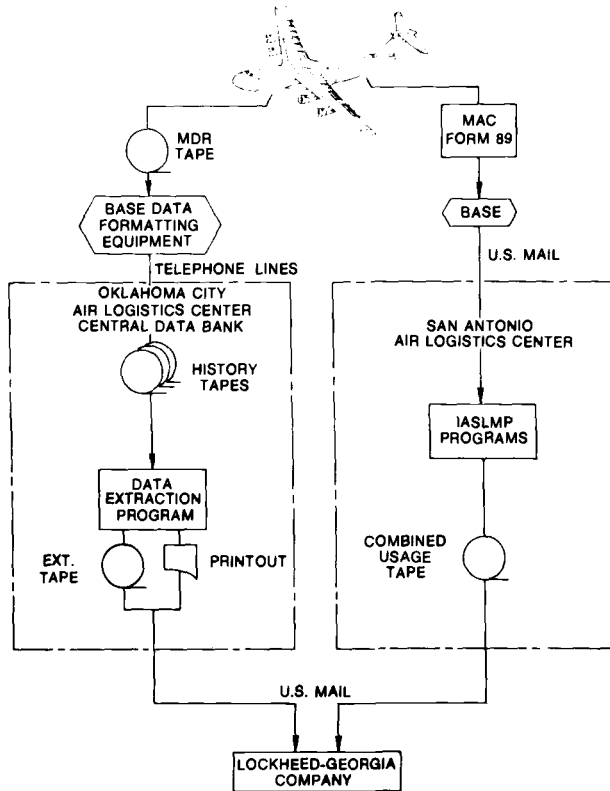 MDR
TAPE
MAC
FORM 89
BASE DATA
FORMATTING
EQUIPMENT
BASE
TELEPHONE LINES
U.S. MAIL
OKLAHOMA CITY
AIR LOGISTICS CENTER
CENTRAL DATA BANK
HISTORY
TAPES
DATA
EXTRACTION
PROGRAM
EXT.
TAPE
PRINTOUT
SAN ANTONIO
AIR LOGISTICS CENTER
IASLMP
PROGRAMS
COMBINED
USAGE
TAPE
U.S. MAIL
LOCKHEED-GEORGIA
COMPANY